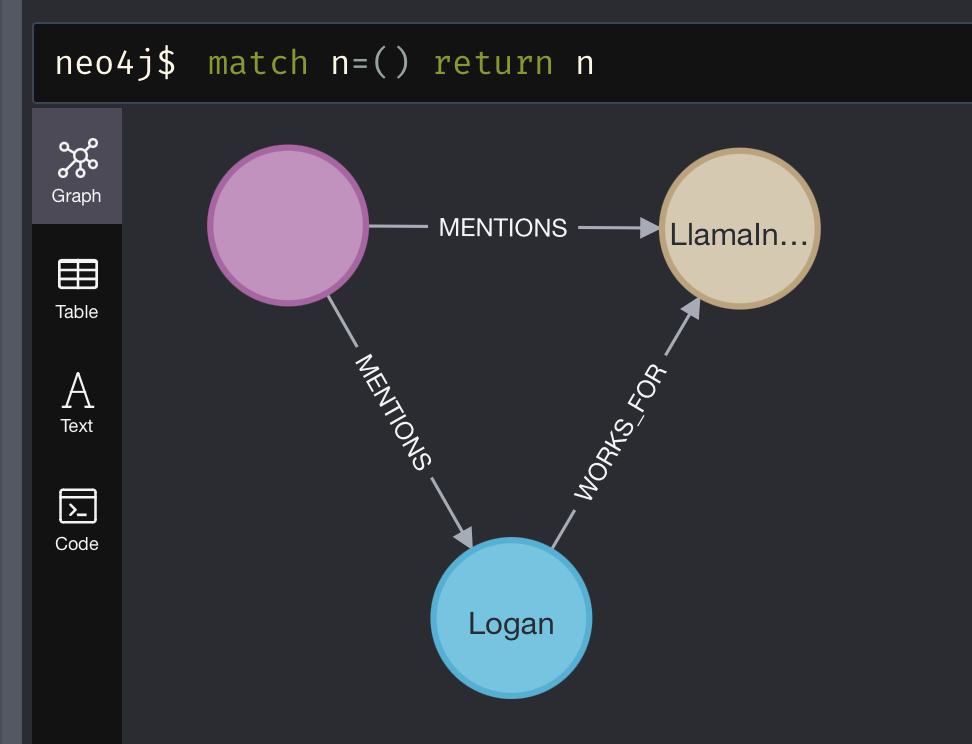 neo4j$ match n=() return n
Graph
MENTIONS
LlamaIn...
Table
MENTIONS
WORKS_FOR
Text
Code
Logan